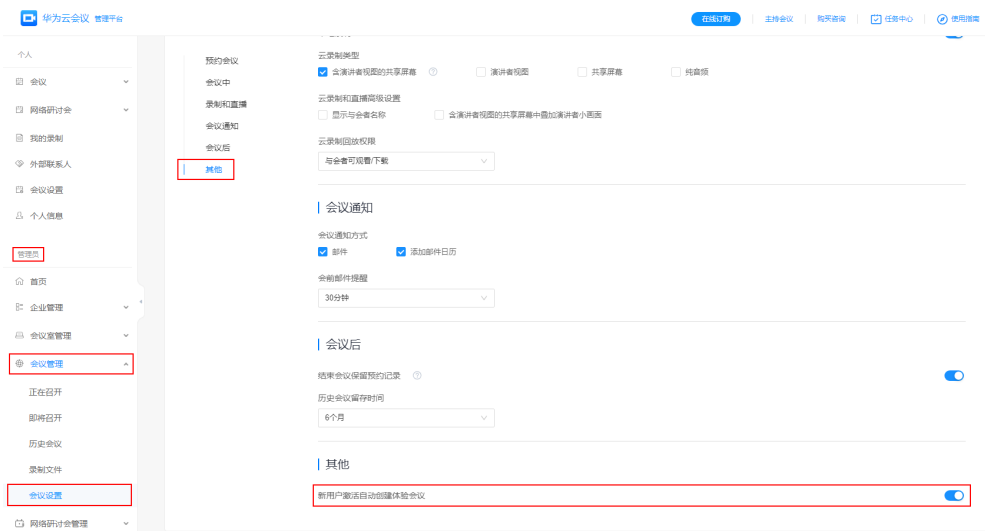 华为云会议 管理平台
在线订购 主持会议 购买咨询 任务中心 使用指南
个人
会议
网络研讨会
我的录制
外部联系人
会议设置
个人信息
管理员
首页
企业管理
会议室管理
会议管理
正在召开
即将召开
历史会议
录制文件
会议设置
网络研讨会管理
预约会议
会议中
录制和直播
会议通知
会议后
其他
云录制类型
含演讲者视图的共享屏幕 演讲者视图 共享屏幕 纯音频
云录制和直播高级设置
显示与会者名称 含演讲者视图的共享屏幕中叠加演讲者小画面
云录制回放权限
与会者可观看/下载
会议通知
会议通知方式
邮件 添加邮件日历
会前邮件提醒
30分钟
会议后
结束会议保留预约记录
历史会议留存时间
6个月
其他
新用户激活自动创建体验会议